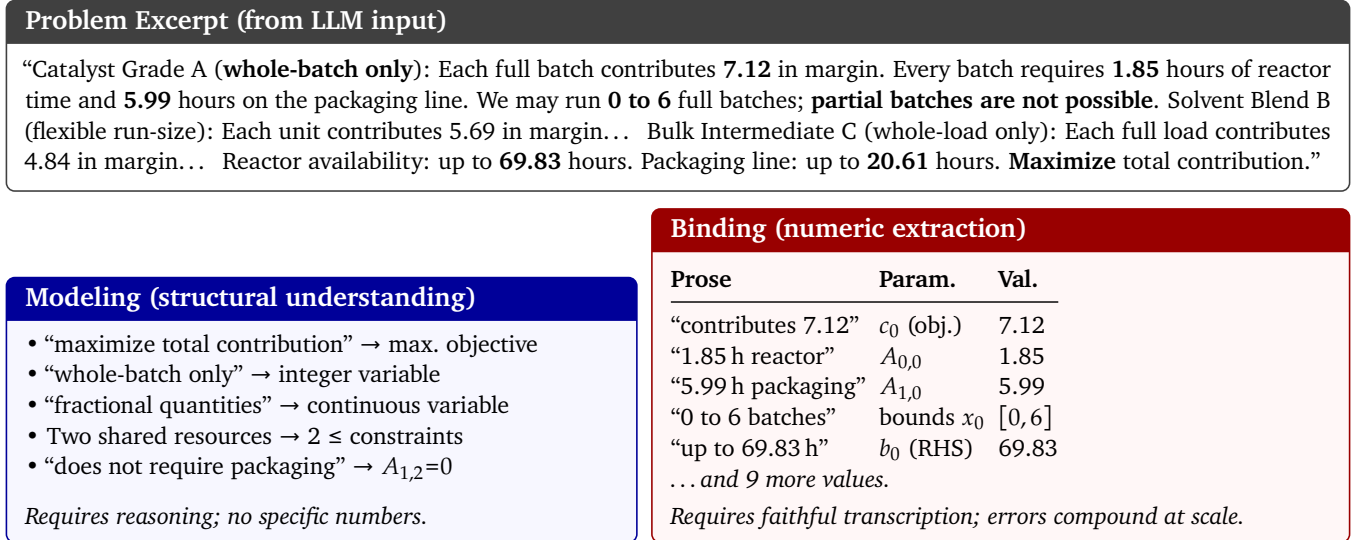 Problem Excerpt (from LLM input)
“Catalyst Grade A (whole-batch only): Each full batch contributes 7.12 in margin. Every batch requires 1.85 hours of reactor
time and 5.99 hours on the packaging line. We may run 0 to 6 full batches; partial batches are not possible. Solvent Blend B
(flexible run-size): Each unit contributes 5.69 in margin... Bulk Intermediate C (whole-load only): Each full load contributes
4.84 in margin... Reactor availability: up to 69.83 hours. Packaging line: up to 20.61 hours. Maximize total contribution.”
Modeling (structural understanding)
• “maximize total contribution” → max. objective
• “whole-batch only” → integer variable
• “fractional quantities” → continuous variable
• Two shared resources → 2 ≤ constraints
• “does not require packaging” → A1,2=0
Requires reasoning; no specific numbers.
Binding (numeric extraction)
Prose Param. Val.
“contributes 7.12” c0 (obj.) 7.12
“1.85 h reactor” A0,0 1.85
“5.99 h packaging” A1,0 5.99
“0 to 6 batches” bounds x0 [0, 6]
“up to 69.83 h” b0 (RHS) 69.83
...and 9 more values.
Requires faithful transcription; errors compound at scale.